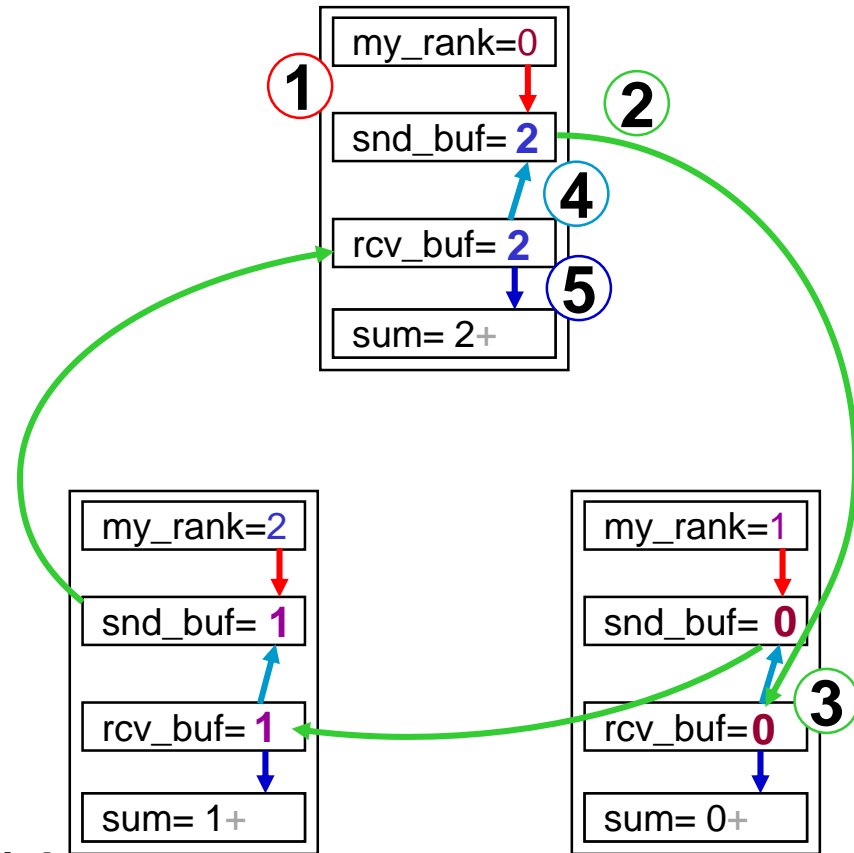 my_rank=0
1
2
snd_buf= 2
4
rcv_buf= 2
5
sum= 2+
my_rank=2
snd_buf= 1
rcv_buf= 1
sum= 1+
my_rank=1
snd_buf= 0
3
rcv_buf=0
sum= 0+